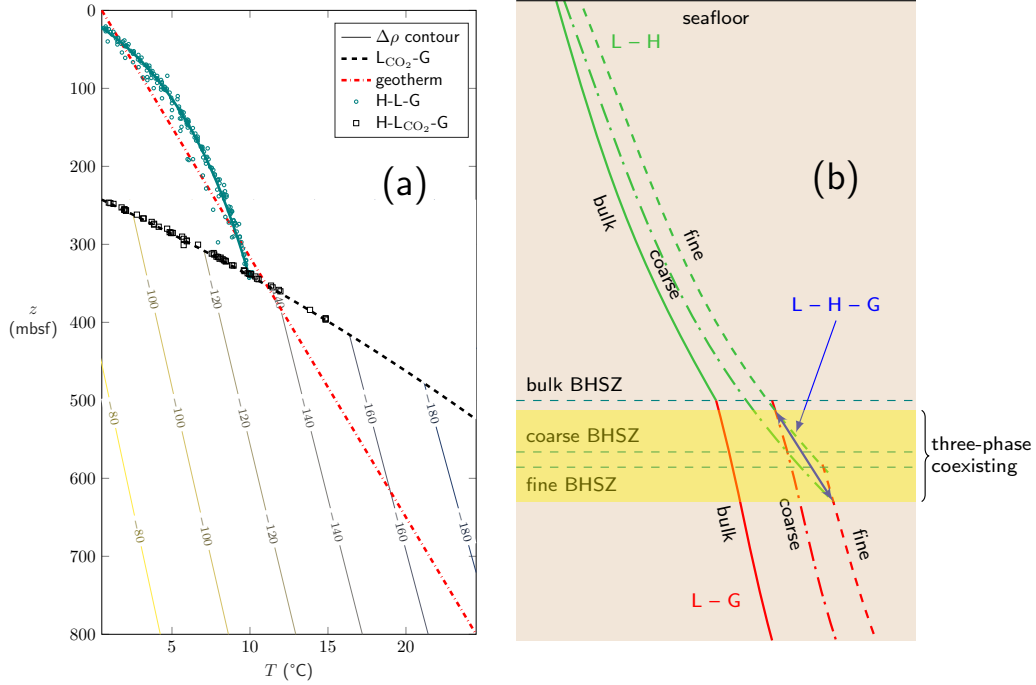 0
100
200
300
400
500
600
700
800
z
(mbsf)
5
10
15
20
T (°C)
Δρ contour
L_CO₂-G
geotherm
H-L-G
H-L_CO₂-G
(a)
−80
−80
−100
−100
−100
−120
−120
−120
−140
−140
−160
−160
−180
−180
seafloor
L − H
(b)
bulk
coarse
fine
L − H − G
bulk BHSZ
coarse BHSZ
fine BHSZ
three-phase
coexisting
bulk
coarse
fine
L − G